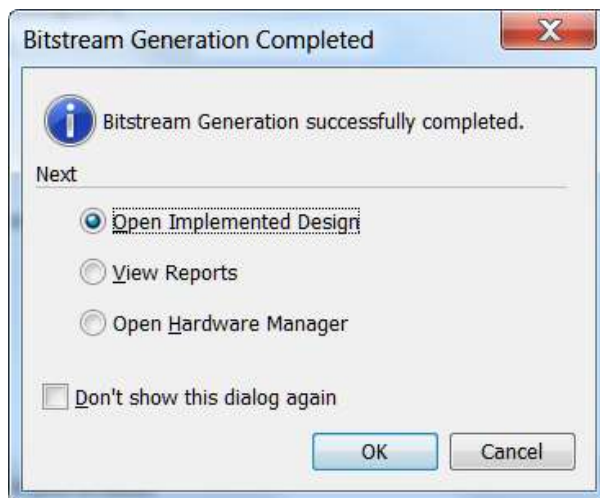 Bitstream Generation Completed
Bitstream Generation successfully completed.
Next
Open Implemented Design
View Reports
Open Hardware Manager
Don't show this dialog again
OK
Cancel